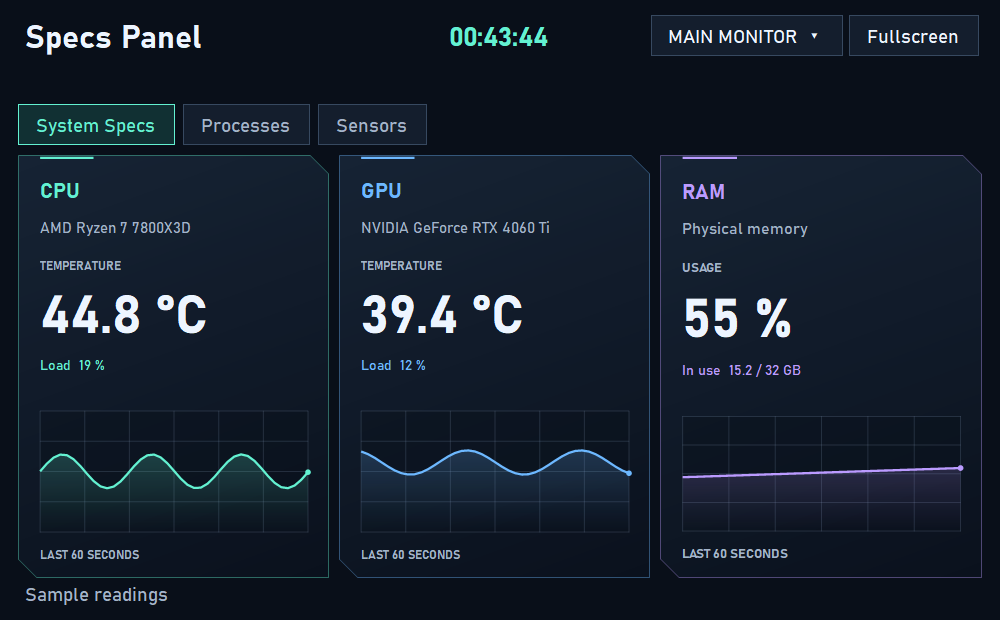 Specs Panel
00:43:44
MAIN MONITOR ▼
Fullscreen
System Specs
Processes
Sensors
CPU
AMD Ryzen 7 7800X3D
TEMPERATURE
44.8 °C
Load 19 %
LAST 60 SECONDS
GPU
NVIDIA GeForce RTX 4060 Ti
TEMPERATURE
39.4 °C
Load 12 %
LAST 60 SECONDS
RAM
Physical memory
USAGE
55 %
In use 15.2 / 32 GB
LAST 60 SECONDS
Sample readings